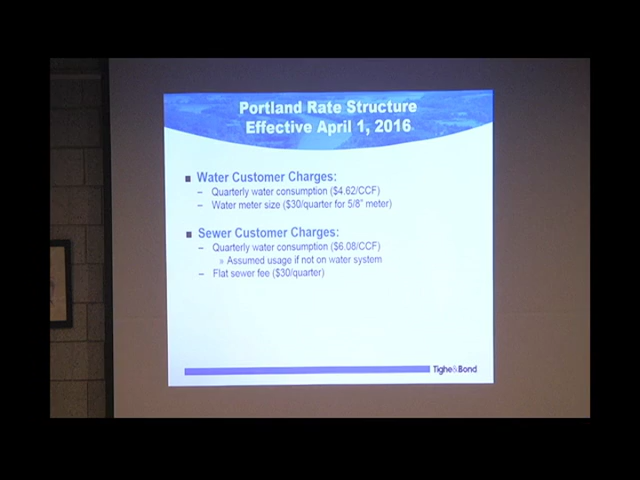 Portland Rate Structure
Effective April 1, 2016
Water Customer Charges:
– Quarterly water consumption ($4.62/CCF)
– Water meter size ($30/quarter for 5/8" meter)
Sewer Customer Charges:
– Quarterly water consumption ($6.08/CCF)
» Assumed usage if not on water system
– Flat sewer fee ($30/quarter)
Tighe&Bond